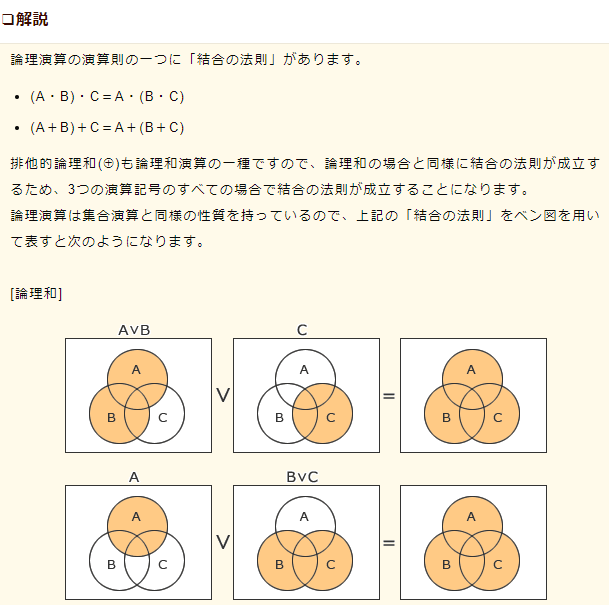 ❏解説
論理演算の演算則の一つに「結合の法則」があります。
• (A・B)・C＝A・(B・C)
• (A＋B)＋C＝A＋(B＋C)
排他的論理和(⊕)も論理和演算の一種ですので、論理和の場合と同様に結合の法則が成立す
るため、3つの演算記号のすべての場合で結合の法則が成立することになります。
論理演算は集合演算と同様の性質を持っているので、上記の「結合の法則」をベン図を用い
て表すと次のようになります。
[論理和]
A∨B C
A A A
∨ =
B C B C B C
A B∨C
A A A
∨ =
B C B C B C